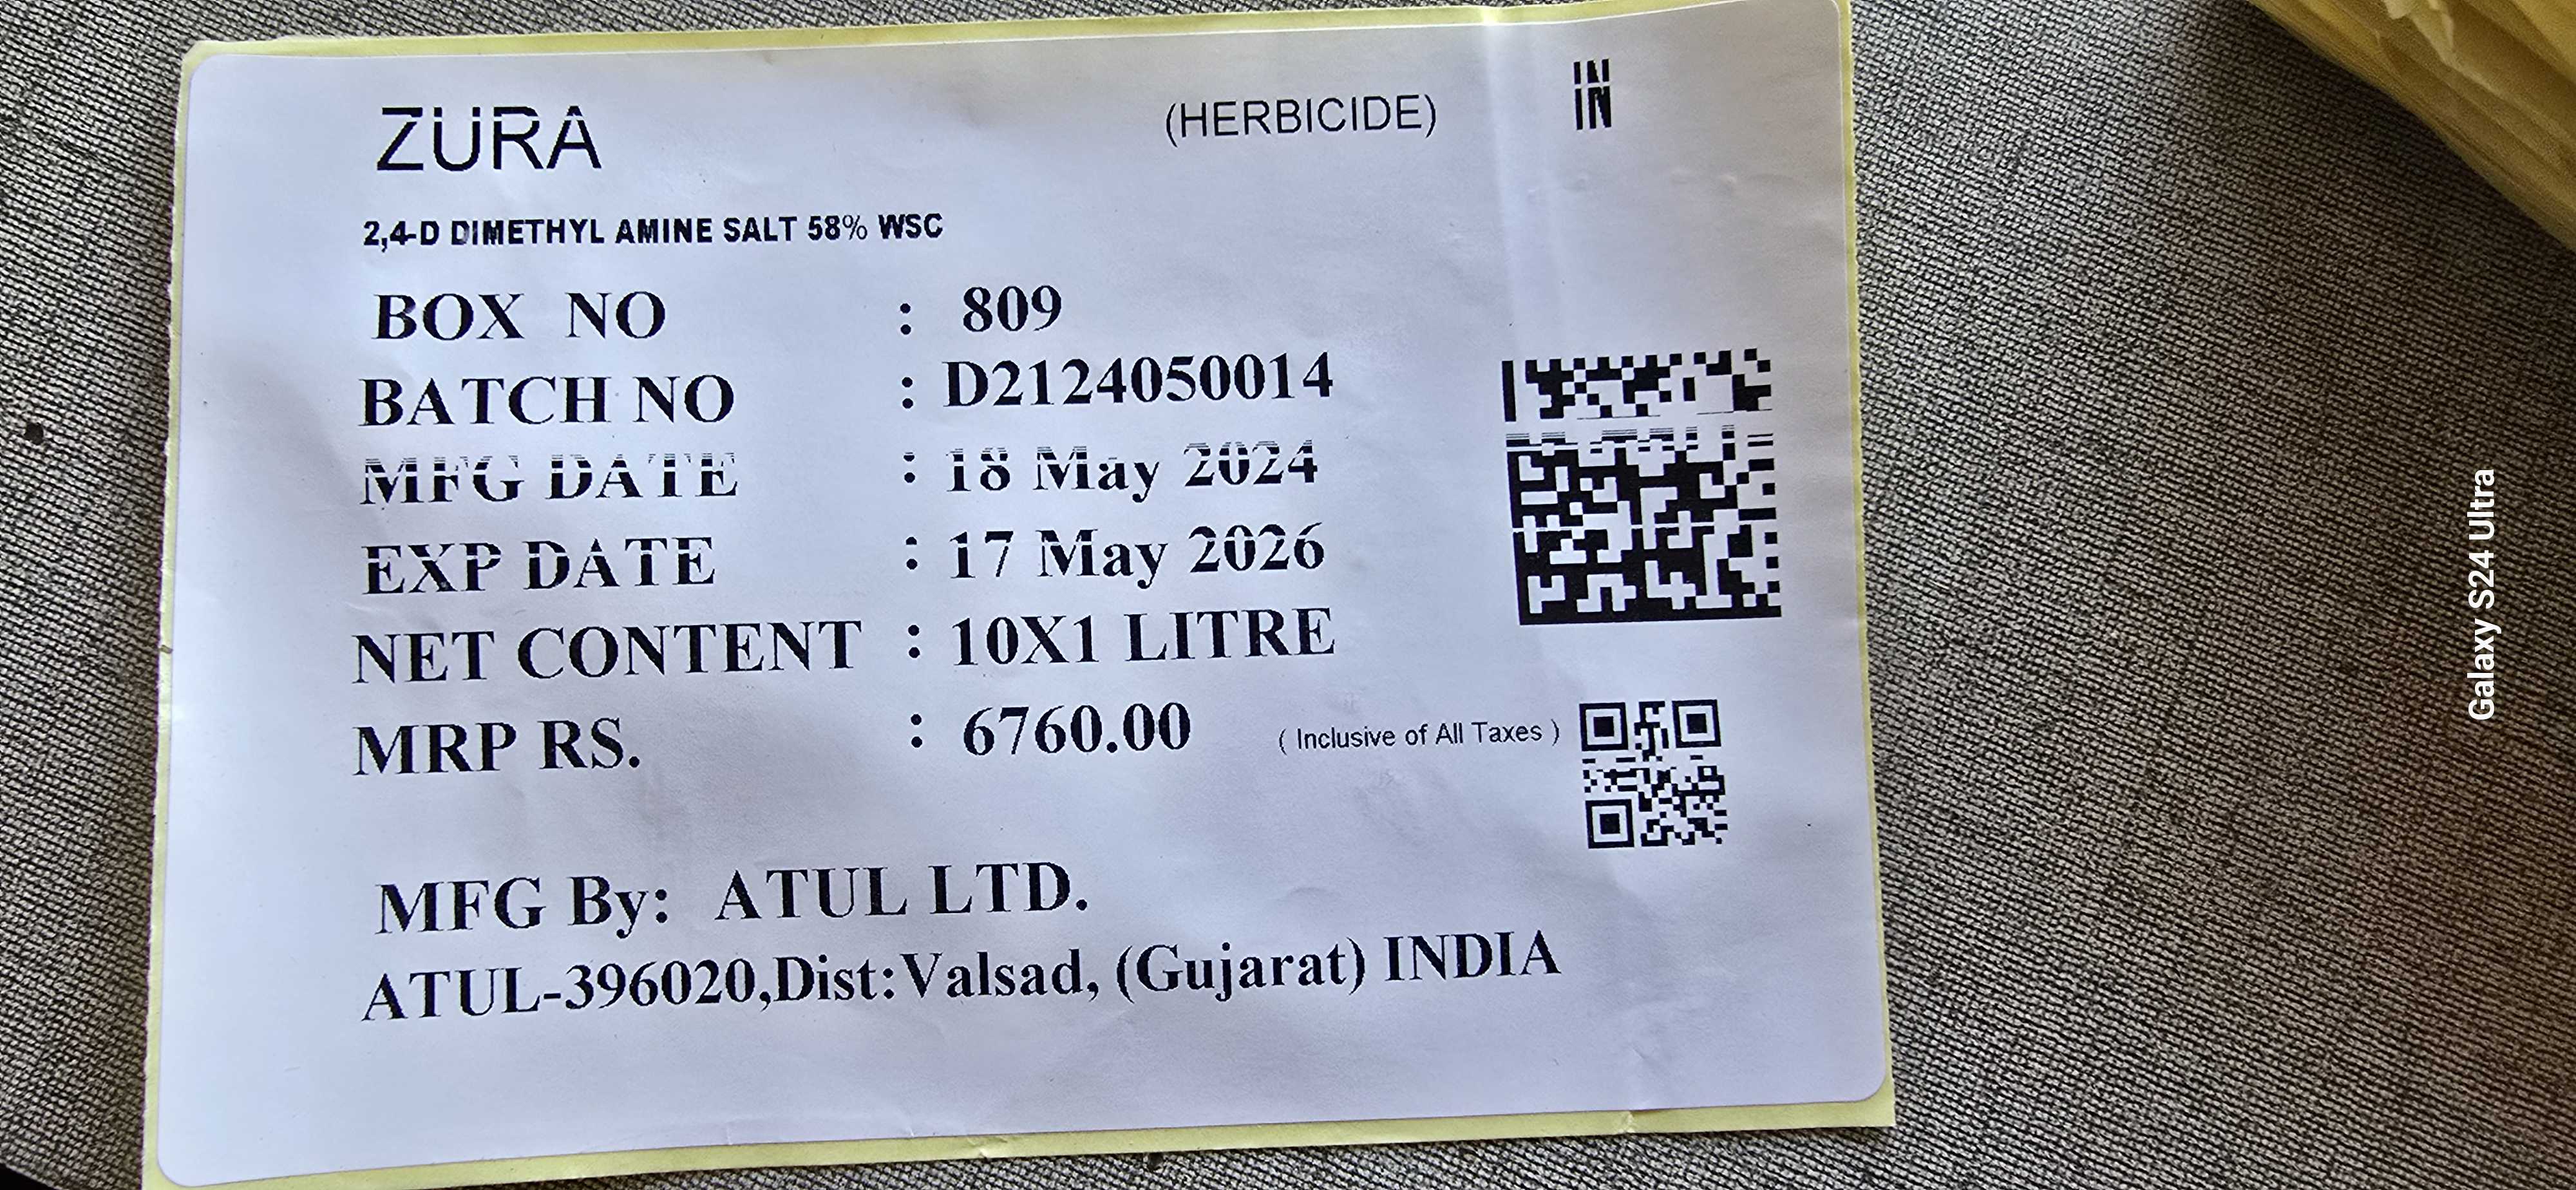 ZURA (HERBICIDE) IN
2,4-D DIMETHYL AMINE SALT 58% WSC
BOX NO : 809
BATCH NO : D2124050014
MFG DATE : 18 May 2024
EXP DATE : 17 May 2026
NET CONTENT : 10X1 LITRE
MRP RS. : 6760.00 ( Inclusive of All Taxes )
MFG By: ATUL LTD.
ATUL-396020,Dist:Valsad, (Gujarat) INDIA
Galaxy S24 Ultra